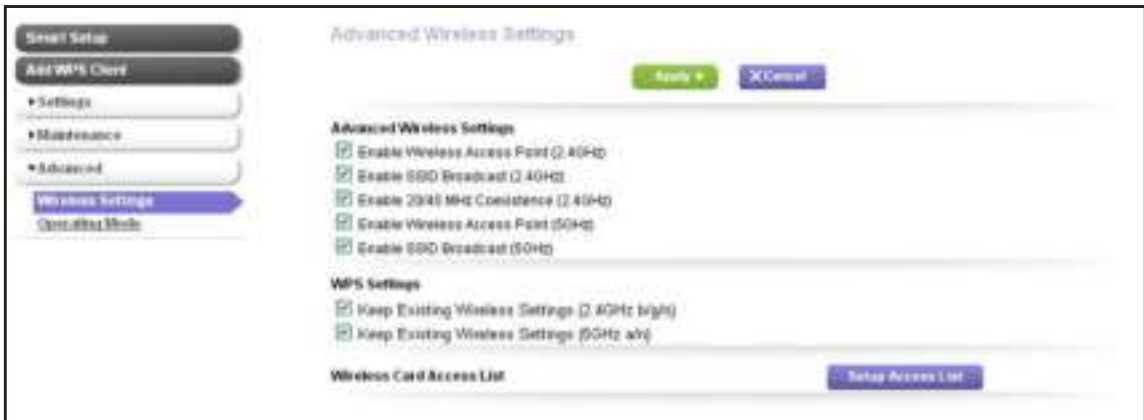 Smart Setup
Add WPS Client
Settings
Maintenance
Advanced
Wireless Settings
Operating Mode
Advanced Wireless Settings
Apply
X Cancel
Advanced Wireless Settings
Enable Wireless Access Point (2.4GHz)
Enable SSID Broadcast (2.4GHz)
Enable 20/40 MHz Coexistence (2.4GHz)
Enable Wireless Access Point (5GHz)
Enable SSID Broadcast (5GHz)
WPS Settings
Keep Existing Wireless Settings (2.4GHz b/g/n)
Keep Existing Wireless Settings (5GHz a/n)
Wireless Card Access List
Setup Access List